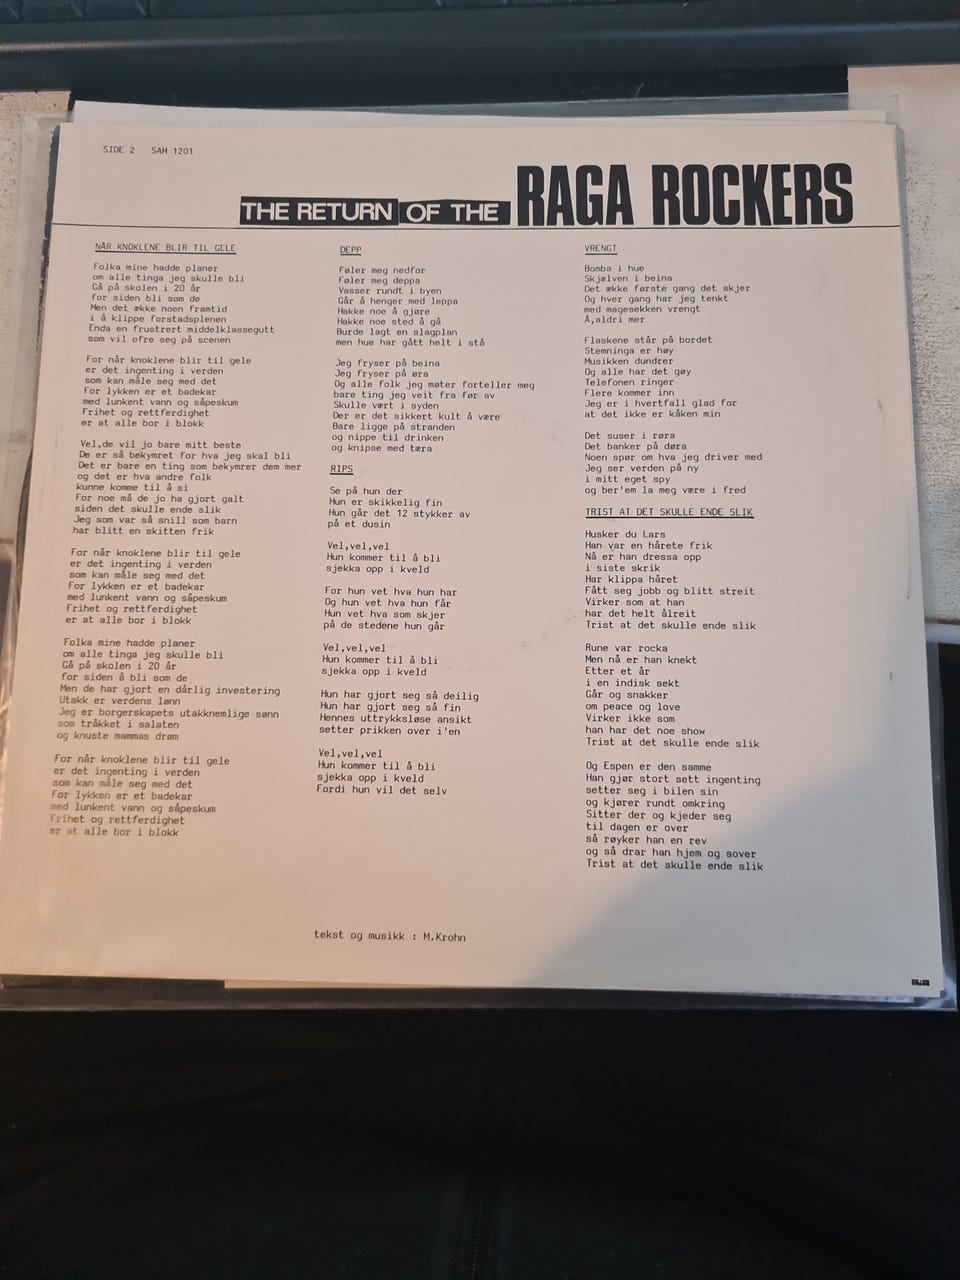 SIDE 2 SAM 1201
THE RETURN OF THE RAGA ROCKERS
NÅR KNOKLENE BLIR TIL GELE
Folka mine hadde planer
om alle tinga jeg skulle bli
Gå på skolen i 20 år
for siden bli som de
Men det ække noen framtid
i å klippe forstadsplenen
Enda en frustrert middelklassegutt
som vil ofre seg på scenen
For når knoklene blir til gele
er det ingenting i verden
som kan måle seg med det
For lykken er et badekar
med lunkent vann og såpeskum
Frihet og rettferdighet
er at alle bor i blokk
Vel,de vil jo bare mitt beste
De er så bekymret for hva jeg skal bli
Det er bare en ting som bekymrer dem mer
og det er hva andre folk
kunne komme til å si
For noe må de jo ha gjort galt
siden det skulle ende slik
Jeg som var så snill som barn
har blitt en skitten frik
For når knoklene blir til gele
er det ingenting i verden
som kan måle seg med det
For lykken er et badekar
med lunkent vann og såpeskum
Frihet og rettferdighet
er at alle bor i blokk
Folka mine hadde planer
om alle tinga jeg skulle bli
Gå på skolen i 20 år
for siden å bli som de
Men de har gjort en dårlig investering
Utakk er verdens lønn
Jeg er borgerskapets utakknemlige sønn
som tråkket i salaten
og knuste mammas drøm
For når knoklene blir til gele
er det ingenting i verden
som kan måle seg med det
For lykken er et badekar
med lunkent vann og såpeskum
Frihet og rettferdighet
er at alle bor i blokk
DEPP
Føler meg nedfor
Føler meg deppa
Vasser rundt i byen
Går å henger med leppa
Hakke noe å gjøre
Hakke noe sted å gå
Burde lagt en slagplan
men hue har gått helt i stå
Jeg fryser på beina
Jeg fryser på øra
Og alle folk jeg møter forteller meg
bare ting jeg veit fra før av
Skulle vært i syden
Der er det sikkert kult å være
Bare ligge på stranden
og nippe til drinken
og knipse med tæra
RIPS
Se på hun der
Hun er skikkelig fin
Hun går det 12 stykker av
på et dusin
Vel,vel,vel
Hun kommer til å bli
sjekka opp i kveld
For hun vet hva hun har
Og hun vet hva hun får
Hun vet hva som skjer
på de stedene hun går
Vel,vel,vel
Hun kommer til å bli
sjekka opp i kveld
Hun har gjort seg så deilig
Hun har gjort seg så fin
Hennes uttryksløse ansikt
setter prikken over i'en
Vel,vel,vel
Hun kommer til å bli
sjekka opp i kveld
Fordi hun vil det selv
VRENGT
Bomba i hue
Skjælven i beina
Det ække første gang det skjer
Og hver gang har jeg tenkt
med magesekken vrengt
Å,aldri mer
Flaskene står på bordet
Stemninga er høy
Musikken dundrer
Og alle har det gøy
Telefonen ringer
Flere kommer inn
Jeg er i hvertfall glad for
at det ikke er kåken min
Det suser i røra
Det banker på døra
Noen spør om hva jeg driver med
Jeg ser verden på ny
i mitt eget spy
og ber'em la meg være i fred
TRIST AT DET SKULLE ENDE SLIK
Husker du Lars
Han var en hårete frik
Nå er han dressa opp
i siste skrik
Har klippa håret
Fått seg jobb og blitt streit
Virker som at han
har det helt ålreit
Trist at det skulle ende slik
Rune var rocka
Men nå er han knekt
Etter et år
i en indisk sekt
Går og snakker
om peace og love
Virker ikke som
han har det noe show
Trist at det skulle ende slik
Og Espen er den samme
Han gjør stort sett ingenting
setter seg i bilen sin
og kjører rundt omkring
Sitter der og kjeder seg
til dagen er over
så røyker han en rev
og så drar han hjem og sover
Trist at det skulle ende slik
tekst og musikk : M.Krohn